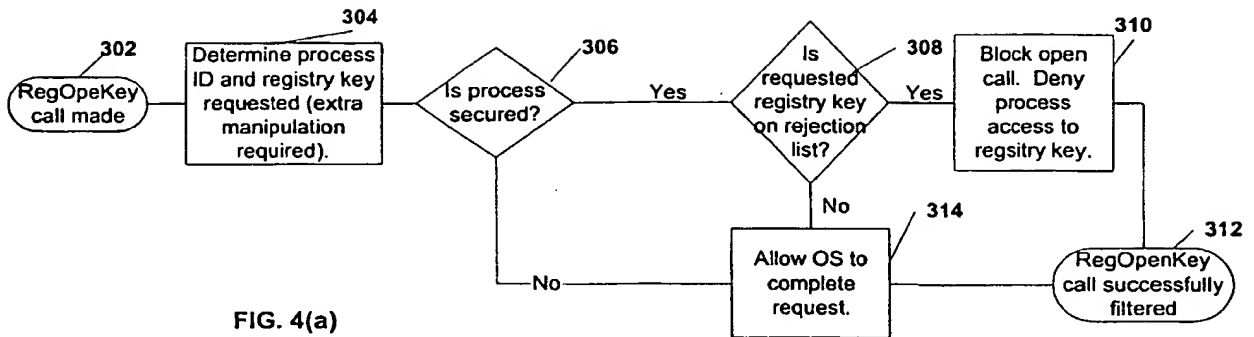 302
RegOpeKey
call made
304
Determine process
ID and registry key
requested (extra
manipulation
required).
306
Is process
secured?
Yes
No
308
Is
requested
registry key
on rejection
list?
Yes
No
310
Block open
call. Deny
process
access to
regsitry key.
314
Allow OS to
complete
request.
312
RegOpenKey
call successfully
filtered
FIG. 4(a)